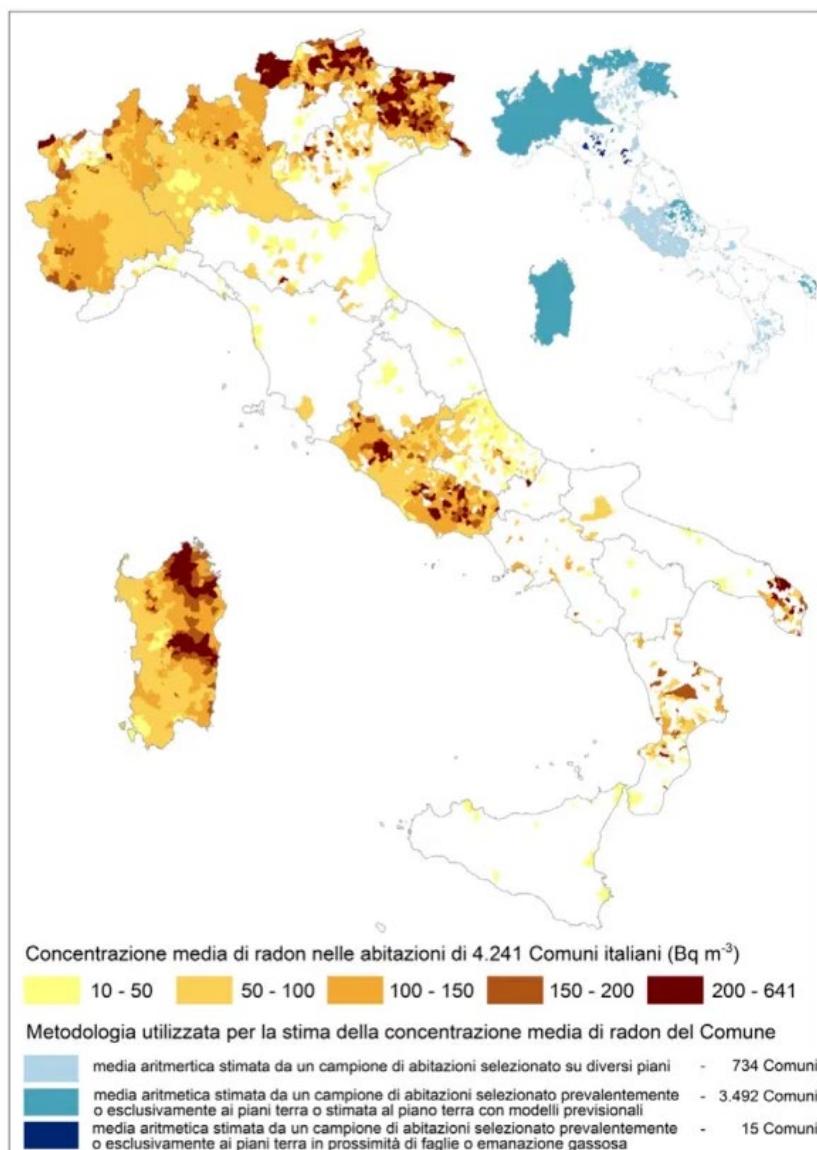 Concentrazione media di radon nelle abitazioni di 4.241 Comuni italiani (Bq m⁻³)
10 - 50 50 - 100 100 - 150 150 - 200 200 - 641
Metodologia utilizzata per la stima della concentrazione media di radon del Comune
media aritmertica stimata da un campione di abitazioni selezionato su diversi piani - 734 Comuni
media aritmetica stimata da un campione di abitazioni selezionato prevalentemente - 3.492 Comuni
o esclusivamente ai piani terra o stimata al piano terra con modelli previsionali
media aritmetica stimata da un campione di abitazioni selezionato prevalentemente - 15 Comuni
o esclusivamente ai piani terra in prossimità di faglie o emanazione gassosa